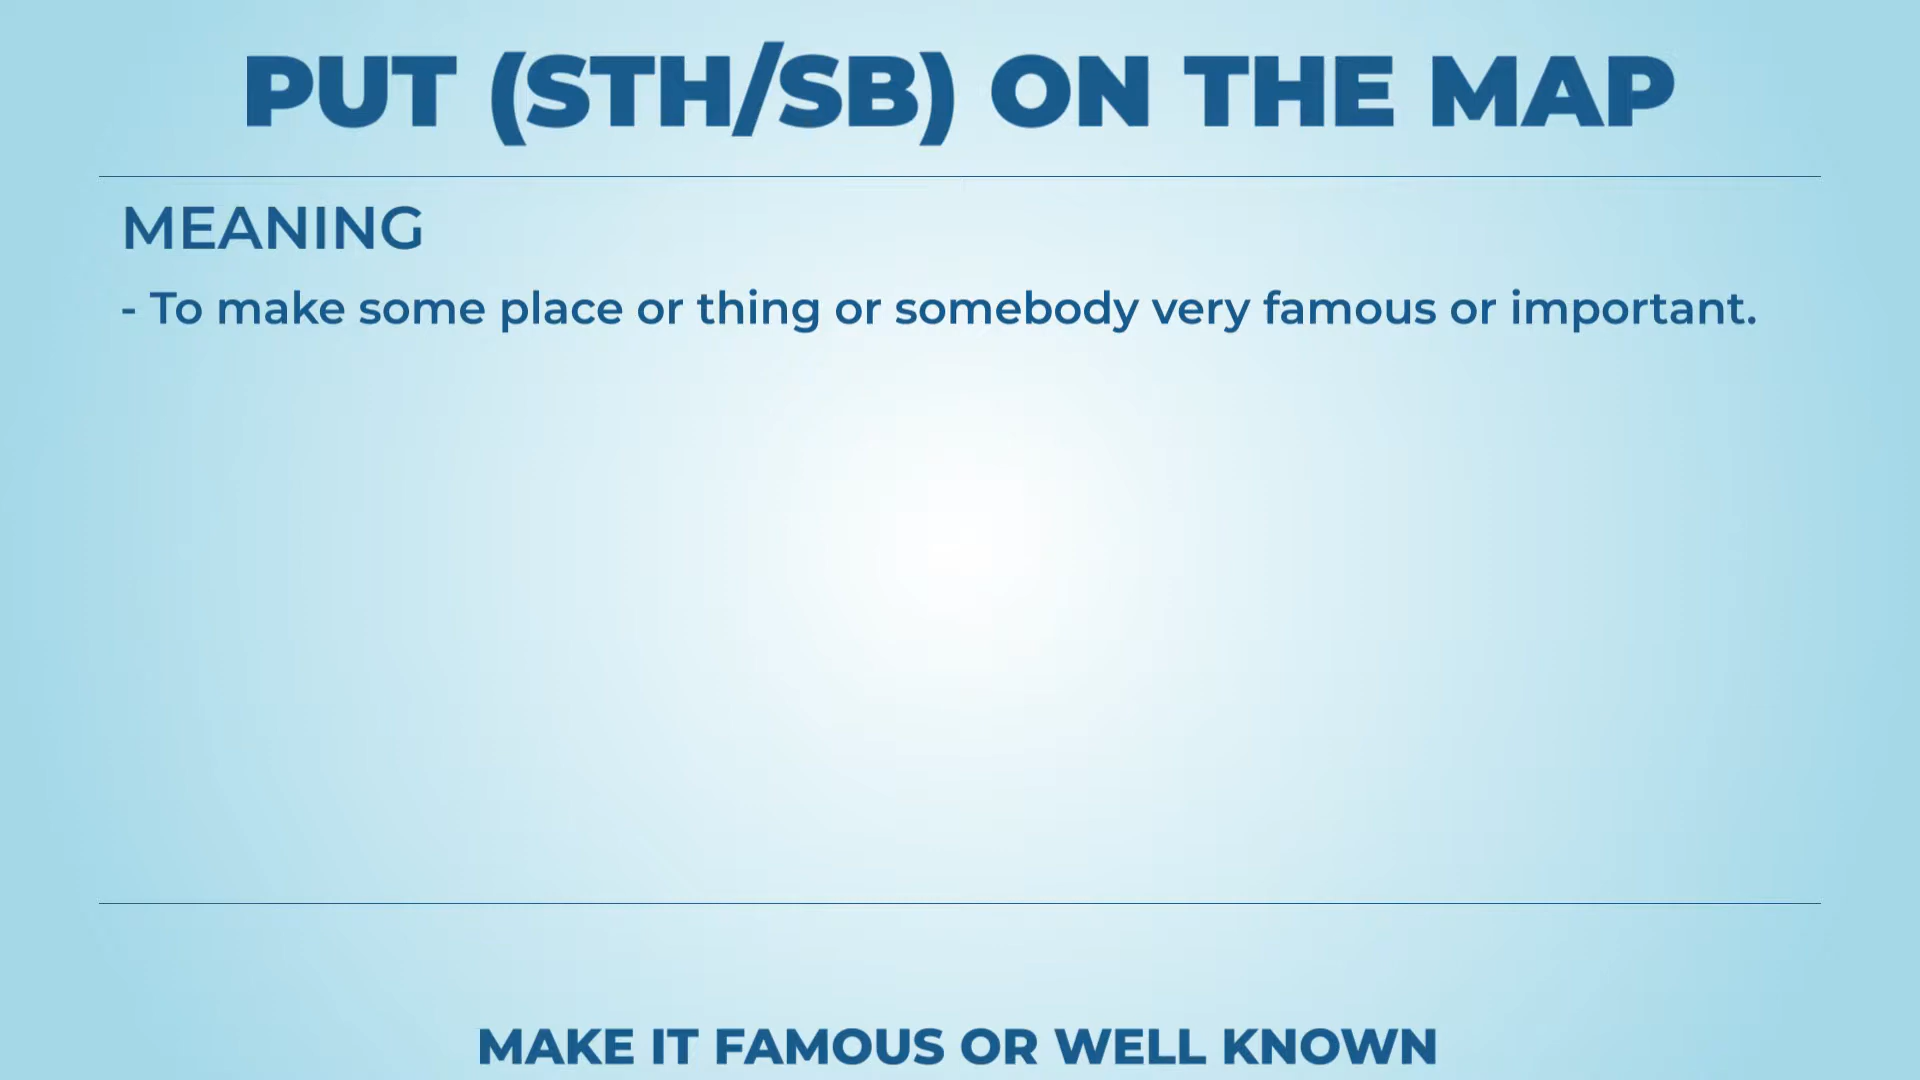 PUT (STH/SB) ON THE MAP
MEANING
- To make some place or thing or somebody very famous or important.
MAKE IT FAMOUS OR WELL KNOWN